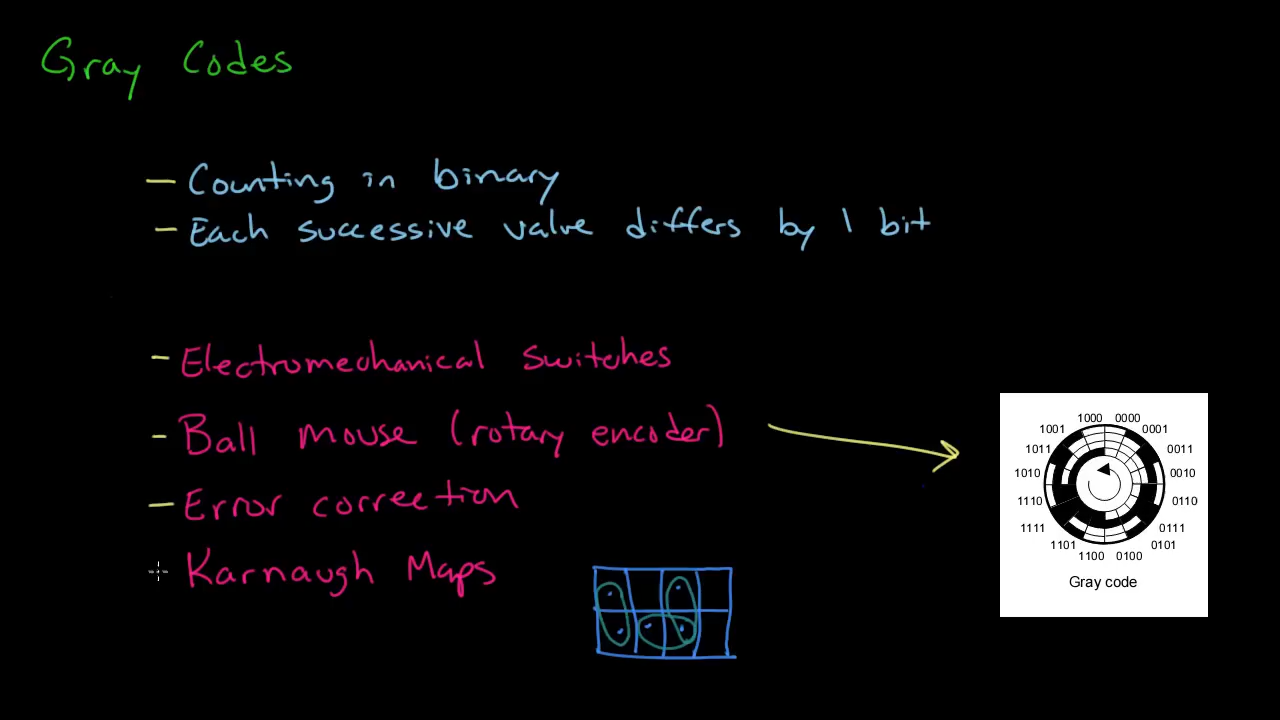 Gray Codes
- Counting in binary
- Each successive value differs by 1 bit
- Electromechanical Switches
- Ball mouse (rotary encoder)
- Error correction
Karnaugh Maps
1000 0000
1001 0001
1011 0011
1010 0010
1110 0110
1111 0111
1101 0101
1100 0100
Gray code